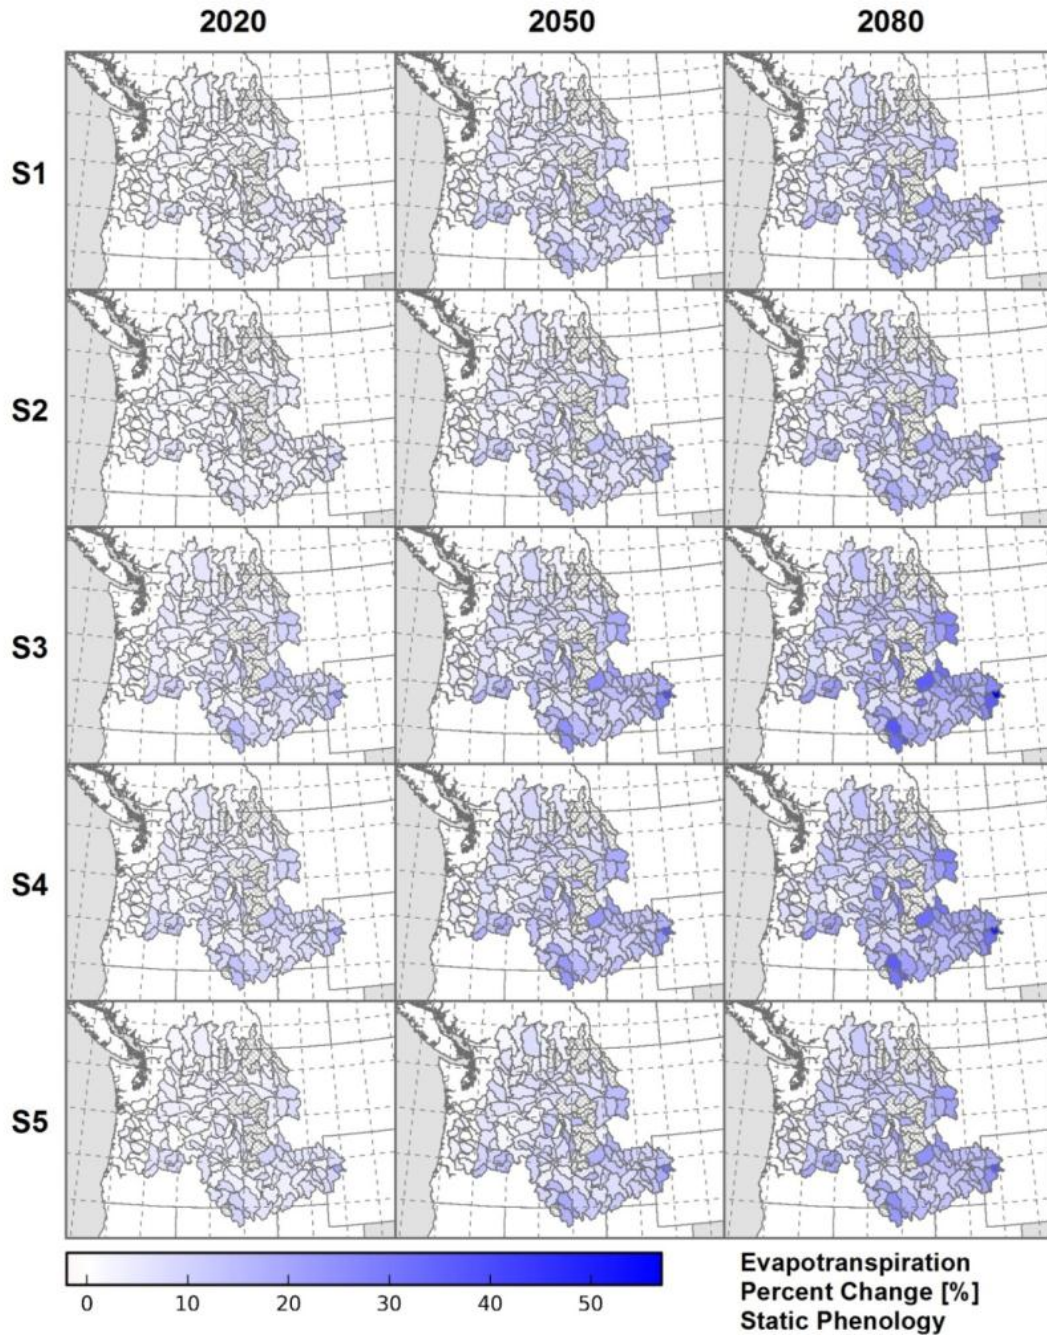 2020 2050 2080
S1
S2
S3
S4
S5
0 10 20 30 40 50
Evapotranspiration
Percent Change [%]
Static Phenology